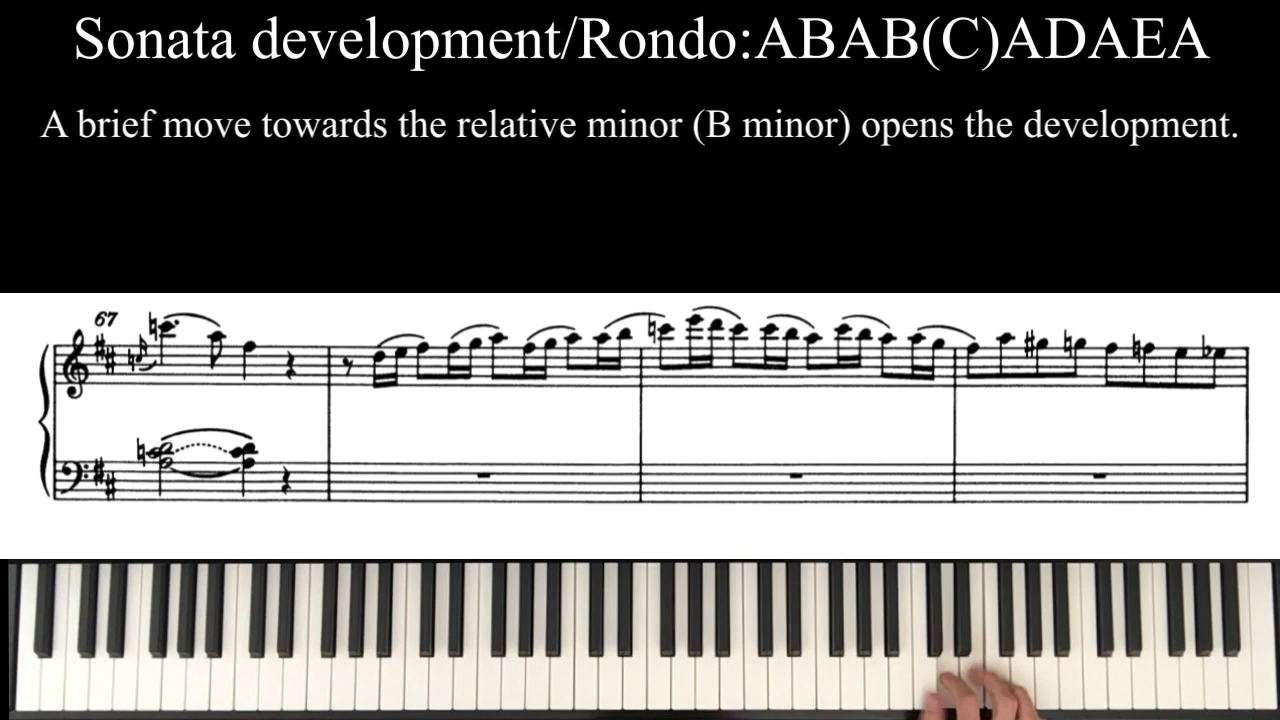 Sonata development/Rondo:ABAB(C)ADAEA
A brief move towards the relative minor (B minor) opens the development.
67